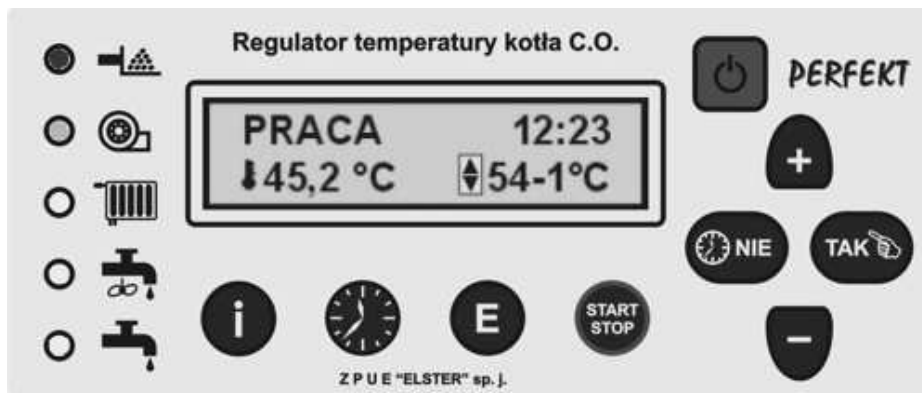 Regulator temperatury kotła C.O.
PERFEKT
PRACA 12:23
45,2 °C 54-1°C
+
NIE TAK
i E START STOP
−
Z P U E "ELSTER" sp. j.